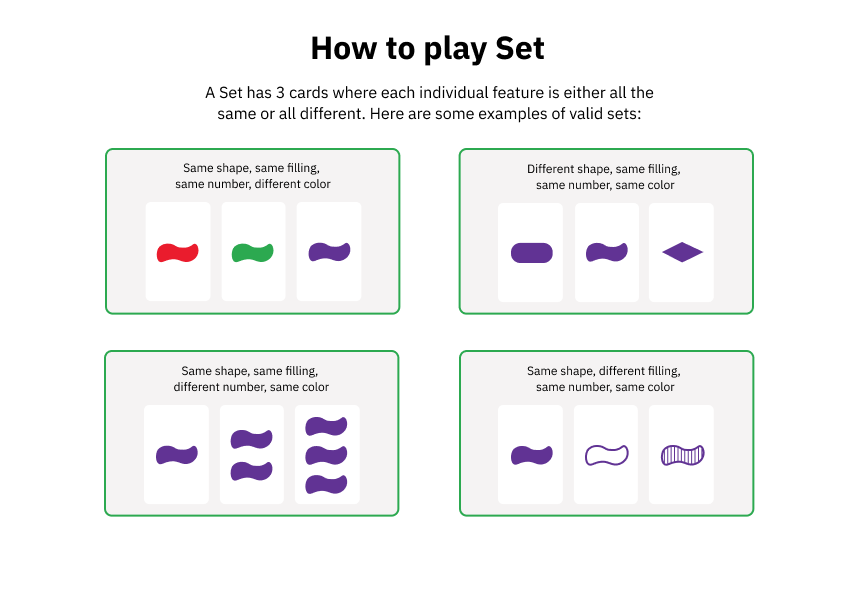 How to play Set
A Set has 3 cards where each individual feature is either all the
same or all different. Here are some examples of valid sets:
Same shape, same filling,
same number, different color
Different shape, same filling,
same number, same color
Same shape, same filling,
different number, same color
Same shape, different filling,
same number, same color